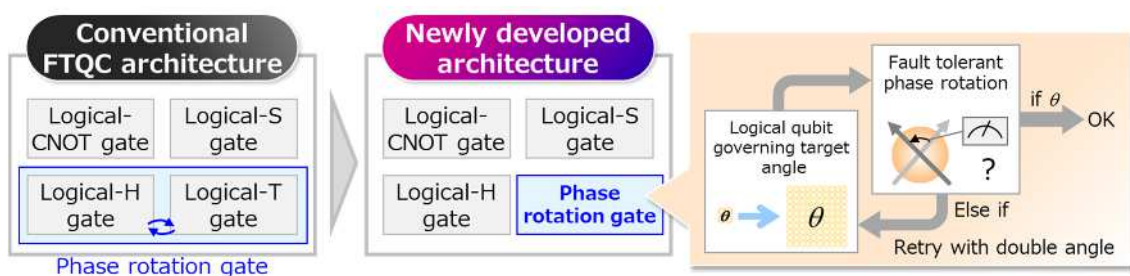 Conventional
FTQC architecture
Logical-
CNOT gate
Logical-S
gate
Logical-H
gate
Logical-T
gate
Phase rotation gate
Newly developed
architecture
Logical-
CNOT gate
Logical-S
gate
Logical-H
gate
Phase
rotation gate
Logical qubit
governing target
angle
θ
θ
Fault tolerant
phase rotation
?
if θ
OK
Else if
Retry with double angle